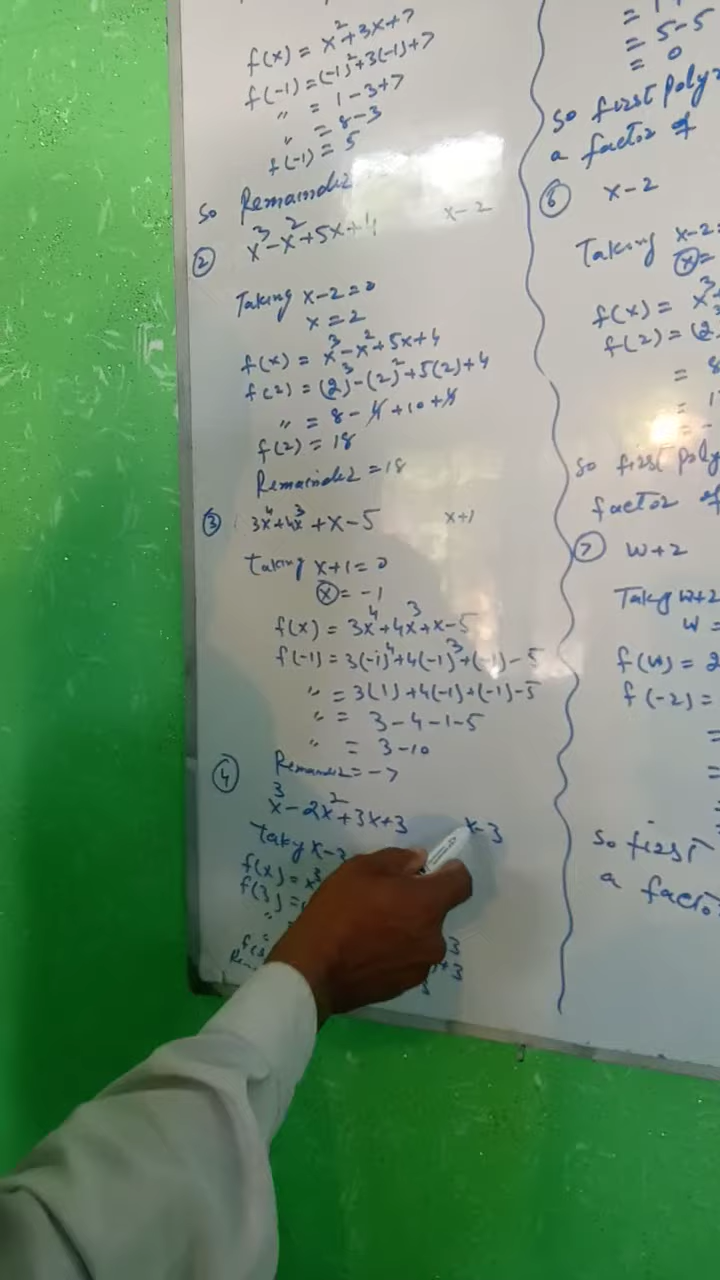 f(x) = x²+3x+7
f(-1) = (-1)²+3(-1)+7
" = 1-3+7
" = 8-3
f(-1) = 5
So Remainder
② x³-x²+5x+4 x-2
Taking x-2=0
x=2
f(x) = x³-x²+5x+4
f(2) = (2)³-(2)²+5(2)+4
" = 8-4+10+4
f(2) = 18
Remainder = 18
③ 3x⁴+4x³+x-5 x+1
Taking x+1=0
x = -1
f(x) = 3x⁴+4x³+x-5
f(-1) = 3(-1)⁴+4(-1)³+(-1)-5
" = 3(1)+4(-1)+(-1)-5
" = 3-4-1-5
" = 3-10
Remainder = -7
④ x³-2x²+3x+3 x-3
Taky x-3
f(x) = x³
f(3) =
= 5-5
= 0
So first poly
a factor of
⑥ x-2
Taking x-2=
x=
f(x) = x³
f(2) = (2
= 8
= 1
= -
So first poly
factor of
⑦ w+2
Takg w+2
w=
f(w) = 2
f(-2) =
=
=
So first
a facto